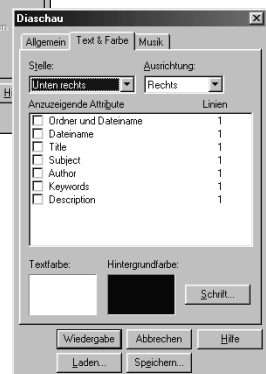 Diaschau
Allgemein Text & Farbe Musik
Stelle: Ausrichtung:
Unten rechts Rechts
Anzuzeigende Attribute Linien
Ordner und Dateiname 1
Dateiname 1
Title 1
Subject 1
Author 1
Keywords 1
Description 1
Textfarbe: Hintergrundfarbe:
Schrift...
Wiedergabe Abbrechen Hilfe
Laden... Speichern...